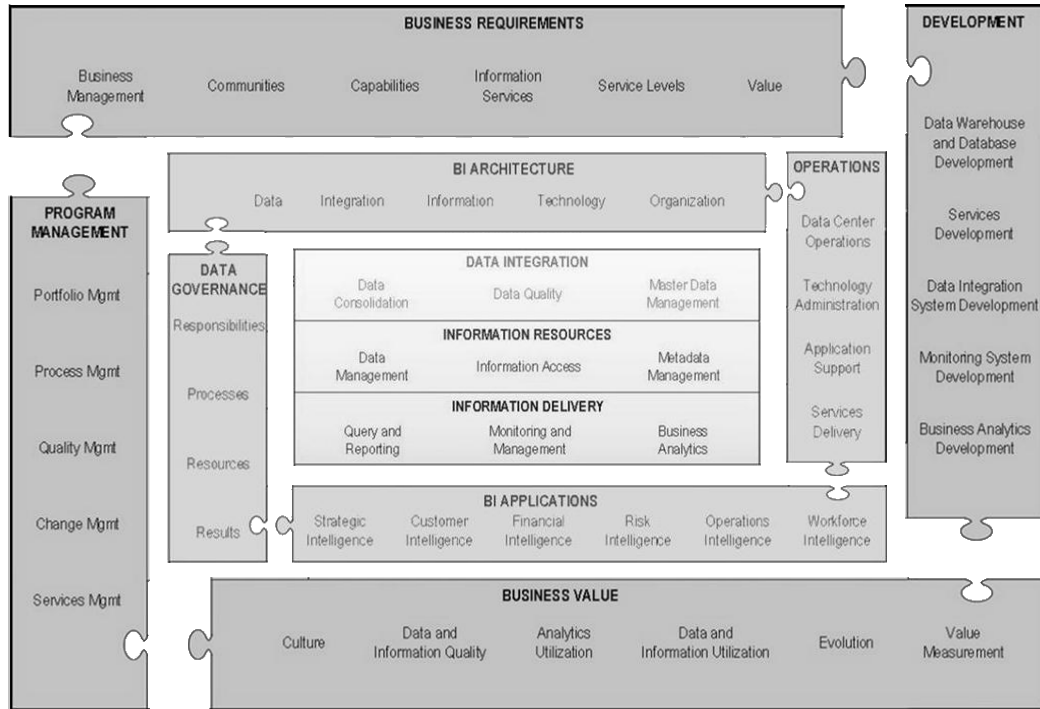 BUSINESS REQUIREMENTS
Business
Management
Communities
Capabilities
Information
Services
Service Levels
Value
DEVELOPMENT
Data Warehouse
and Database
Development
Services
Development
Data Integration
System Development
Monitoring System
Development
Business Analytics
Development
PROGRAM
MANAGEMENT
Portfolio Mgmt
Process Mgmt
Quality Mgmt
Change Mgmt
Services Mgmt
BI ARCHITECTURE
Data
Integration
Information
Technology
Organization
OPERATIONS
Data Center
Operations
Technology
Administration
Application
Support
Services
Delivery
DATA
GOVERNANCE
Responsibilities
Processes
Resources
Results
DATA INTEGRATION
Data
Consolidation
Data Quality
Master Data
Management
INFORMATION RESOURCES
Data
Management
Information Access
Metadata
Management
INFORMATION DELIVERY
Query and
Reporting
Monitoring and
Management
Business
Analytics
BI APPLICATIONS
Strategic
Intelligence
Customer
Intelligence
Financial
Intelligence
Risk
Intelligence
Operations
Intelligence
Workforce
Intelligence
BUSINESS VALUE
Culture
Data and
Information Quality
Analytics
Utilization
Data and
Information Utilization
Evolution
Value
Measurement